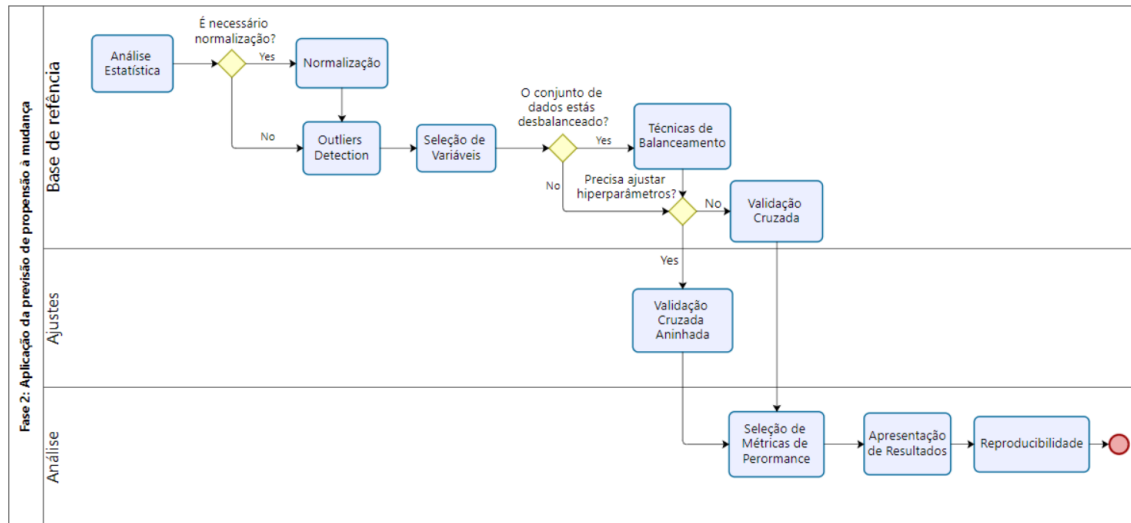 Fase 2: Aplicação da previsão de propensão à mudança
Base de refência
Análise
Estatística
É necessário
normalização?
Yes
Normalização
No
Outliers
Detection
Seleção de
Variáveis
O conjunto de
dados estás
desbalanceado?
Yes
Técnicas de
Balanceamento
No
Precisa ajustar
hiperparâmetros?
No
Validação
Cruzada
Ajustes
Yes
Validação
Cruzada
Aninhada
Análise
Seleção de
Métricas de
Perormance
Apresentação
de Resultados
Reproducibilidade